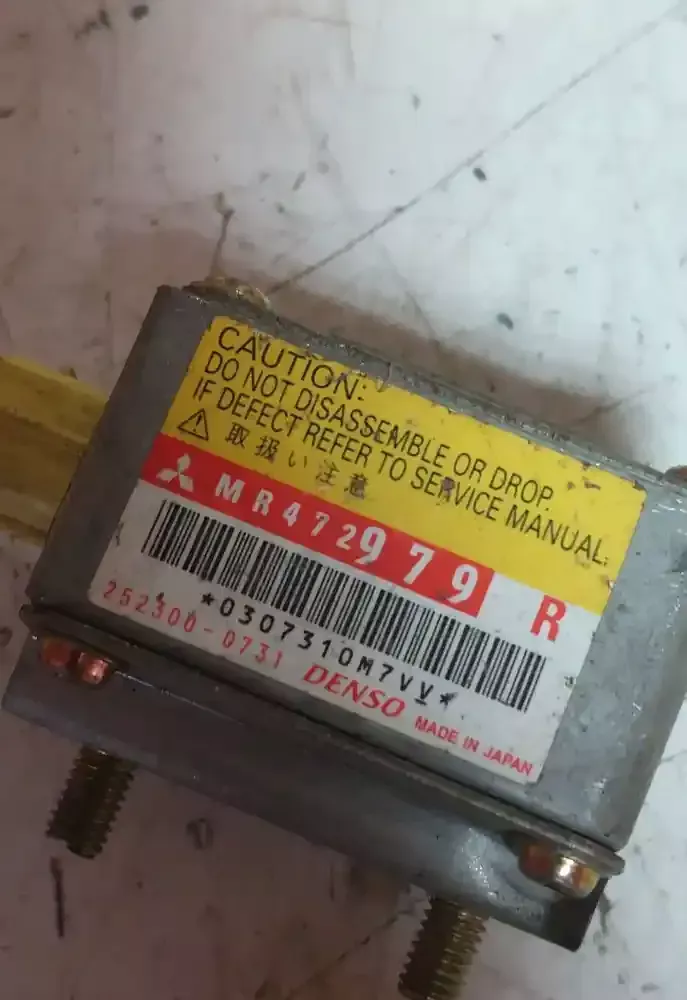 CAUTION:
DO NOT DISASSEMBLE OR DROP.
IF DEFECT REFER TO SERVICE MANUAL.
取扱い注意
MR472979
R
*0307310M7VV*
252300-0731
DENSO
MADE IN JAPAN